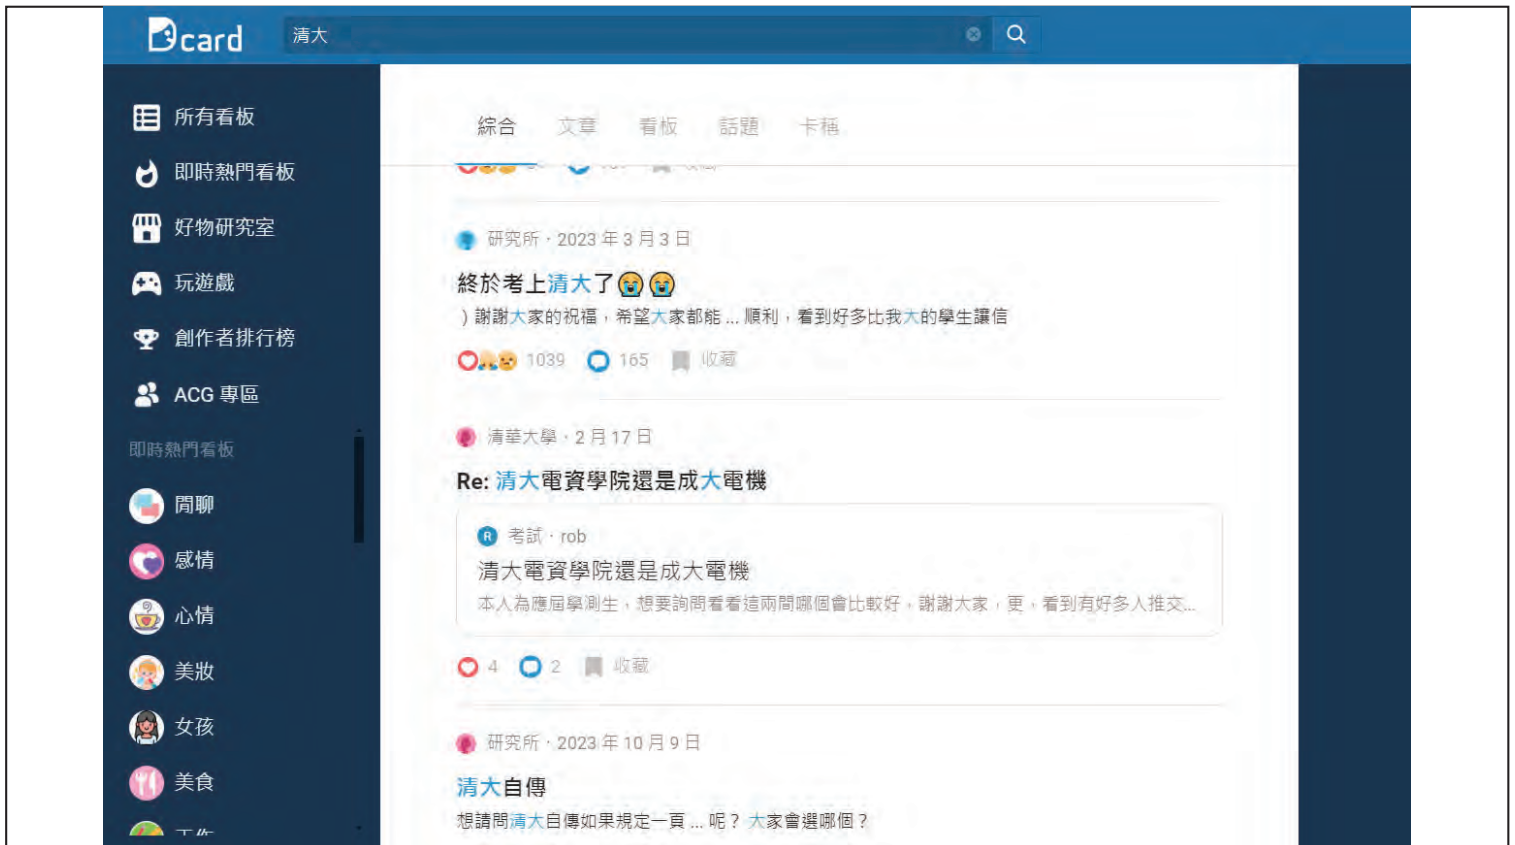 Dcard
清大
所有看板
即時熱門看板
好物研究室
玩遊戲
創作者排行榜
ACG 專區
即時熱門看板
閒聊
感情
心情
美妝
女孩
美食
工作
綜合 文章 看板 話題 卡稱
研究所 · 2023 年 3 月 3 日
終於考上清大了😭😭
）謝謝大家的祝福，希望大家都能 ... 順利，看到好多比我大的學生讓信
1039 165 收藏
清華大學 · 2 月 17 日
Re: 清大電資學院還是成大電機
R 考試 · rob
清大電資學院還是成大電機
本人為應屆學測生，想要詢問看看這兩間哪個會比較好，謝謝大家，更，看到有好多人推交...
4 2 收藏
研究所 · 2023 年 10 月 9 日
清大自傳
想請問清大自傳如果規定一頁 ... 呢？ 大家會選哪個？